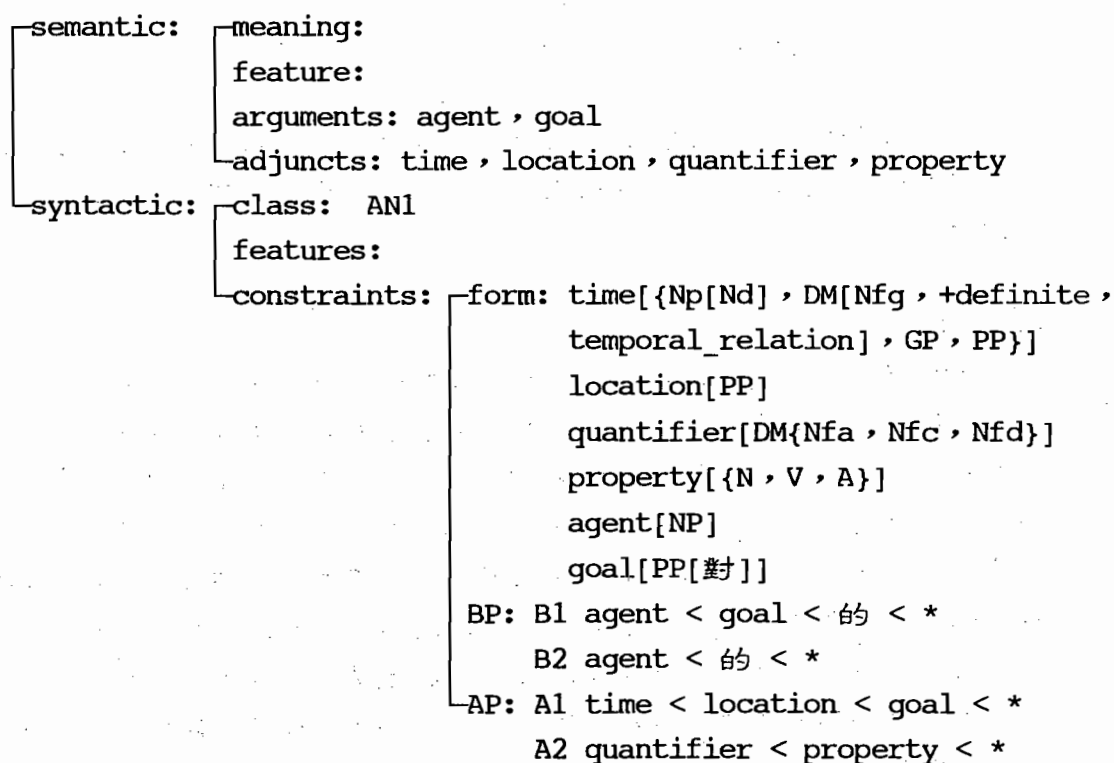 semantic: meaning:
feature:
arguments: agent,goal
adjuncts: time,location,quantifier,property
syntactic: class: AN1
features:
constraints: form: time[{Np[Nd],DM[Nfg,+definite,
temporal_relation],GP,PP}]
location[PP]
quantifier[DM{Nfa,Nfc,Nfd}]
property[{N,V,A}]
agent[NP]
goal[PP[對]]
BP: B1 agent < goal < 的 < *
B2 agent < 的 < *
AP: A1 time < location < goal < *
A2 quantifier < property < *